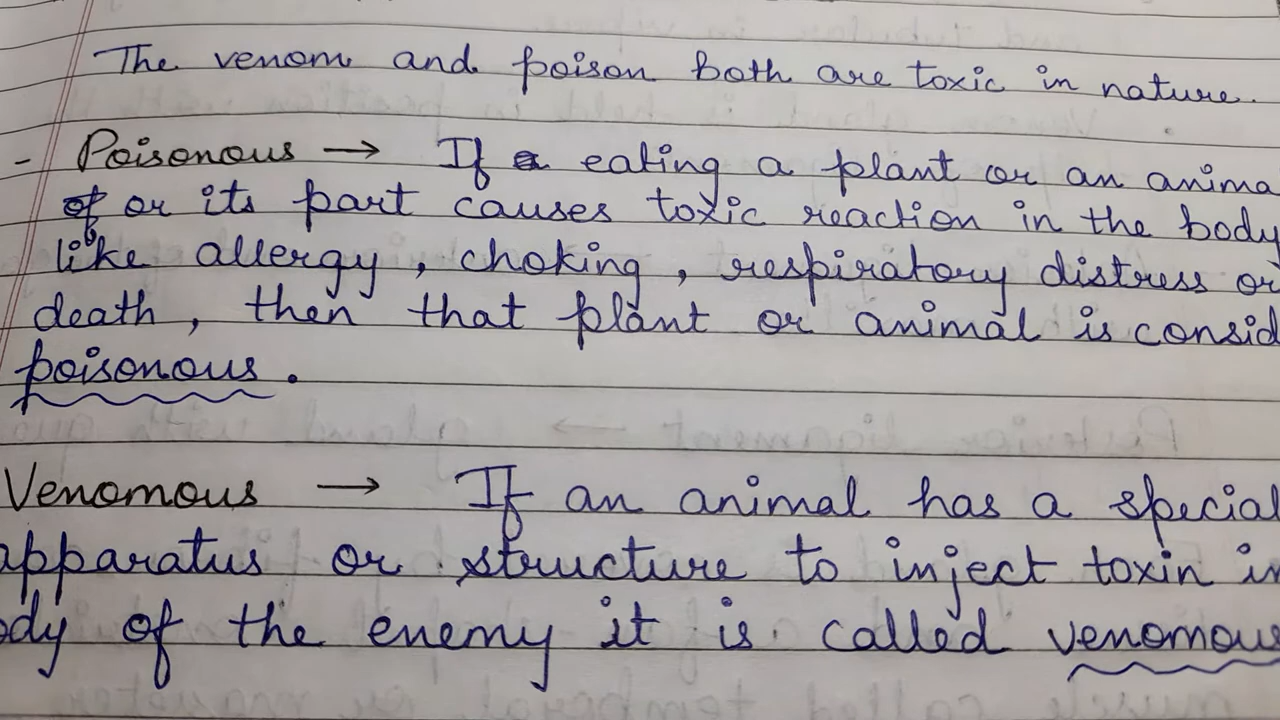 The venom and poison both are toxic in nature.
- Poisonous → If eating a plant or an anima
or its part causes toxic reaction in the body
like allergy, choking, respiratory distress or
death, then that plant or animal is consid
poisonous.
Venomous → If an animal has a special
apparatus or structure to inject toxin in
ody of the enemy it is called venomous